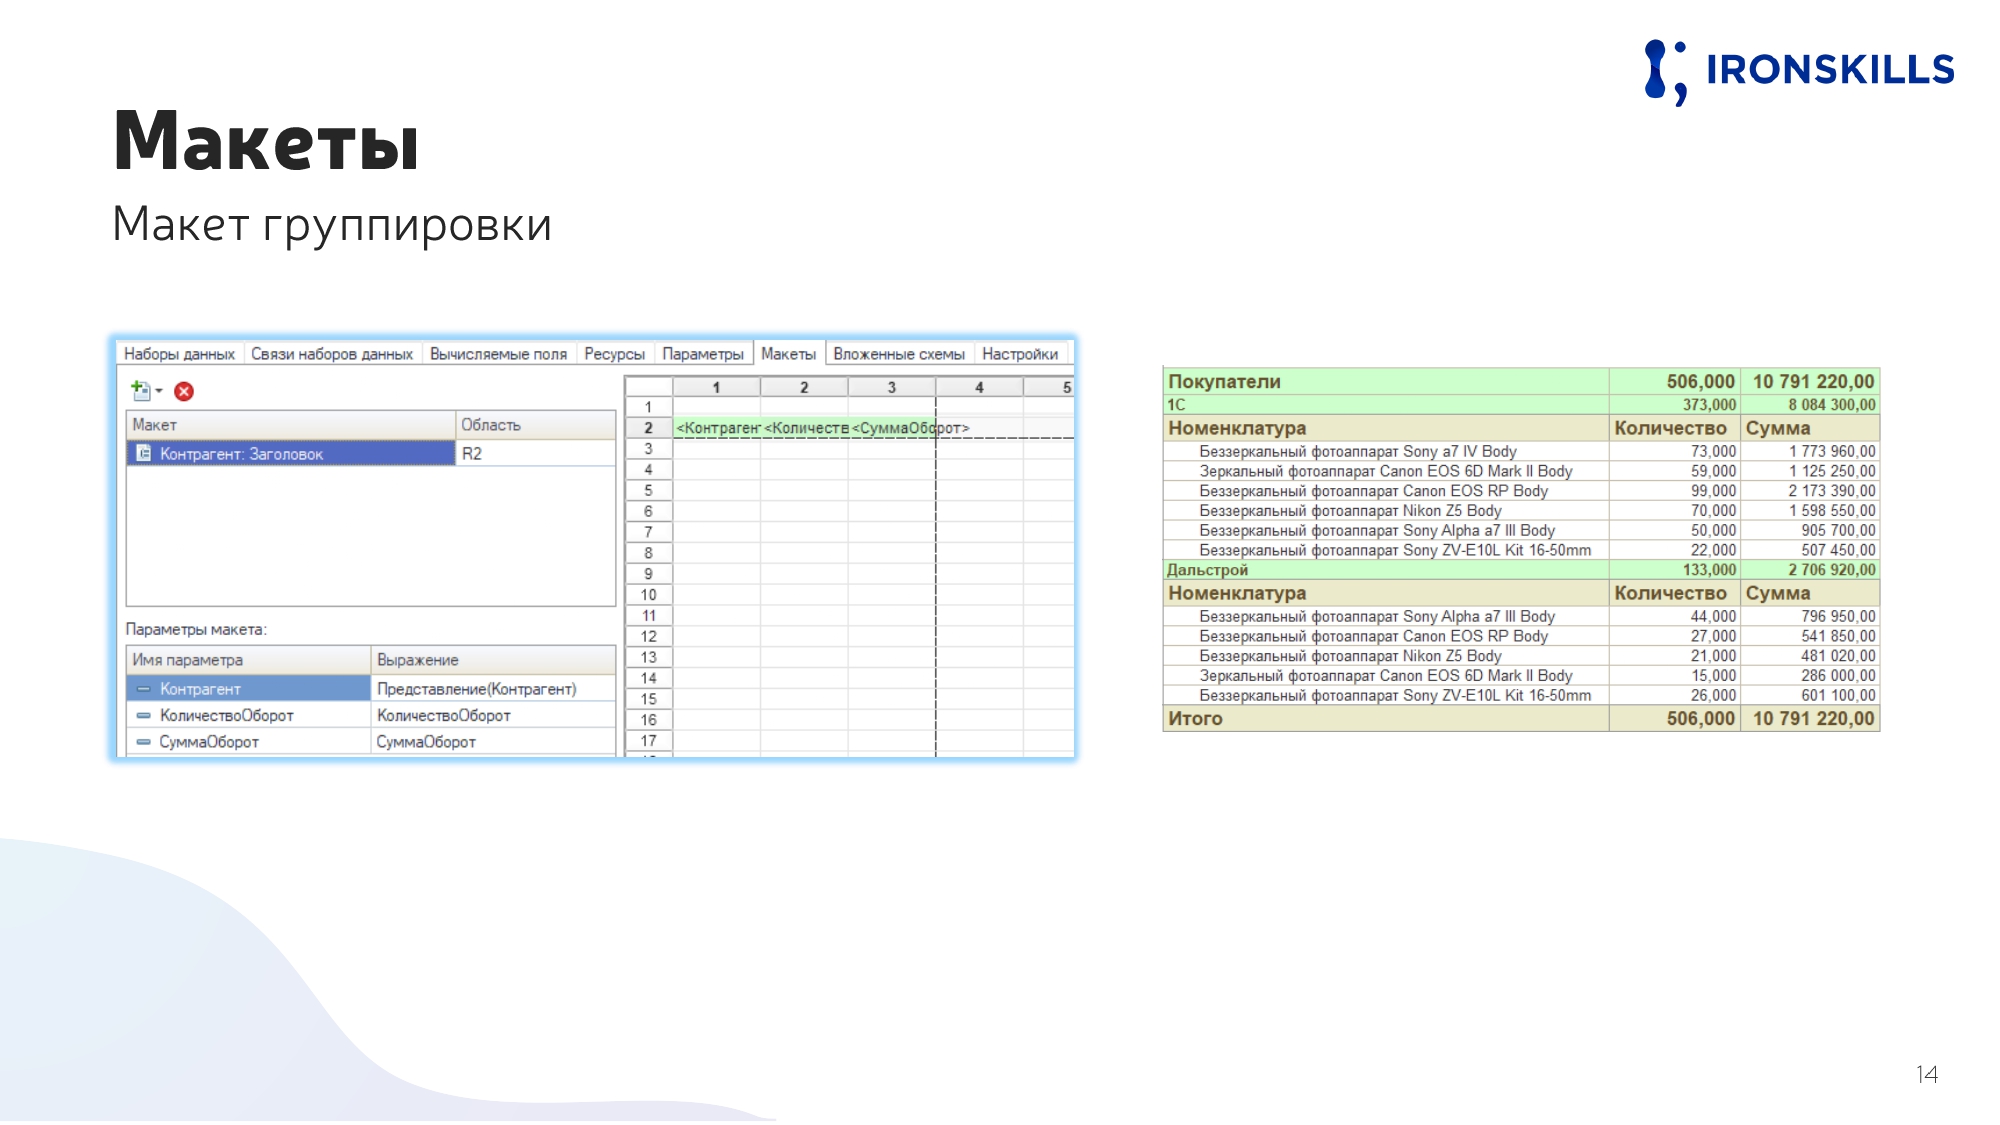 IRONSKILLS
Макеты
Макет группировки
Наборы данных Связи наборов данных Вычисляемые поля Ресурсы Параметры Макеты Вложенные схемы Настройки
Макет Область
Контрагент: Заголовок R2
Параметры макета:
Имя параметра Выражение
Контрагент Представление(Контрагент)
КоличествоОборот КоличествоОборот
СуммаОборот СуммаОборот
1 2 3 4 5
1
2 <Контраген <Количеств <СуммаОборот>
3
4
5
6
7
8
9
10
11
12
13
14
15
16
17
Покупатели 506,000 10 791 220,00
1С 373,000 8 084 300,00
Номенклатура Количество Сумма
Беззеркальный фотоаппарат Sony a7 IV Body 73,000 1 773 960,00
Зеркальный фотоаппарат Canon EOS 6D Mark II Body 59,000 1 125 250,00
Беззеркальный фотоаппарат Canon EOS RP Body 99,000 2 173 390,00
Беззеркальный фотоаппарат Nikon Z5 Body 70,000 1 598 550,00
Беззеркальный фотоаппарат Sony Alpha a7 III Body 50,000 905 700,00
Беззеркальный фотоаппарат Sony ZV-E10L Kit 16-50mm 22,000 507 450,00
Дальстрой 133,000 2 706 920,00
Номенклатура Количество Сумма
Беззеркальный фотоаппарат Sony Alpha a7 III Body 44,000 796 950,00
Беззеркальный фотоаппарат Canon EOS RP Body 27,000 541 850,00
Беззеркальный фотоаппарат Nikon Z5 Body 21,000 481 020,00
Зеркальный фотоаппарат Canon EOS 6D Mark II Body 15,000 286 000,00
Беззеркальный фотоаппарат Sony ZV-E10L Kit 16-50mm 26,000 601 100,00
Итого 506,000 10 791 220,00
14